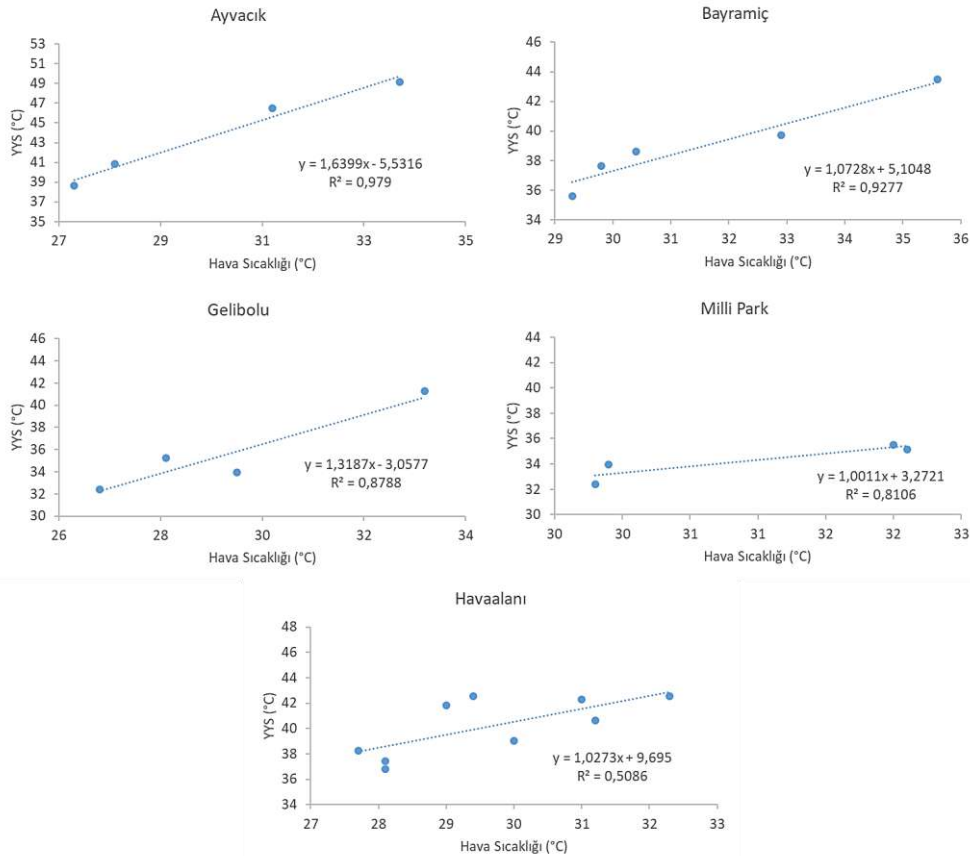 Ayvacık
YYS (°C)
53
51
49
47
45
43
41
39
37
35
27
29
31
33
35
Hava Sıcaklığı (°C)
y = 1,6399x - 5,5316
R² = 0,979
Bayramiç
YYS (°C)
46
44
42
40
38
36
34
29
30
31
32
33
34
35
36
Hava Sıcaklığı (°C)
y = 1,0728x + 5,1048
R² = 0,9277
Gelibolu
YYS (°C)
46
44
42
40
38
36
34
32
30
26
28
30
32
34
Hava Sıcaklığı (°C)
y = 1,3187x - 3,0577
R² = 0,8788
Milli Park
YYS (°C)
44
42
40
38
36
34
32
30
30
30
31
31
32
32
33
Hava Sıcaklığı (°C)
y = 1,0011x + 3,2721
R² = 0,8106
Havaalanı
YYS (°C)
48
46
44
42
40
38
36
34
27
28
29
30
31
32
33
Hava Sıcaklığı (°C)
y = 1,0273x + 9,695
R² = 0,5086